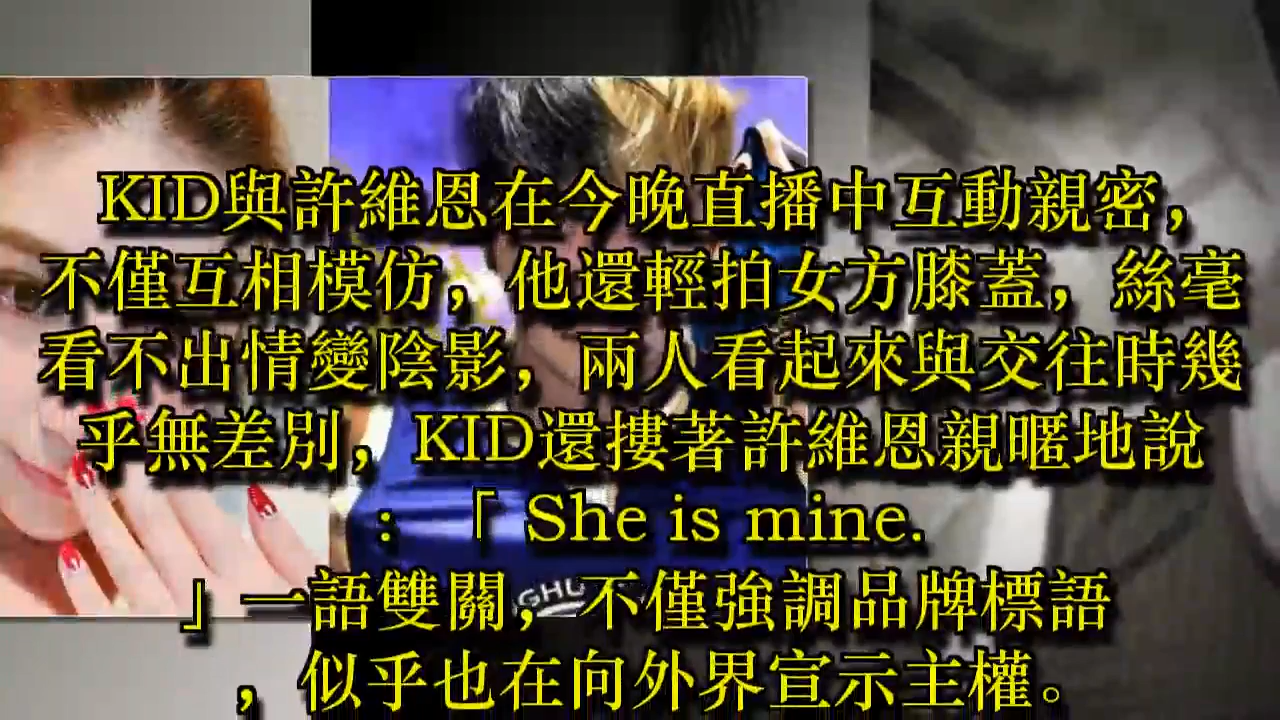 KID與許維恩在今晚直播中互動親密，
不僅互相模仿，他還輕拍女方膝蓋，絲毫
看不出情變陰影，兩人看起來與交往時幾
乎無差別，KID還摟著許維恩親暱地說
：「 She is mine.
」一語雙關，不僅強調品牌標語
，似乎也在向外界宣示主權。